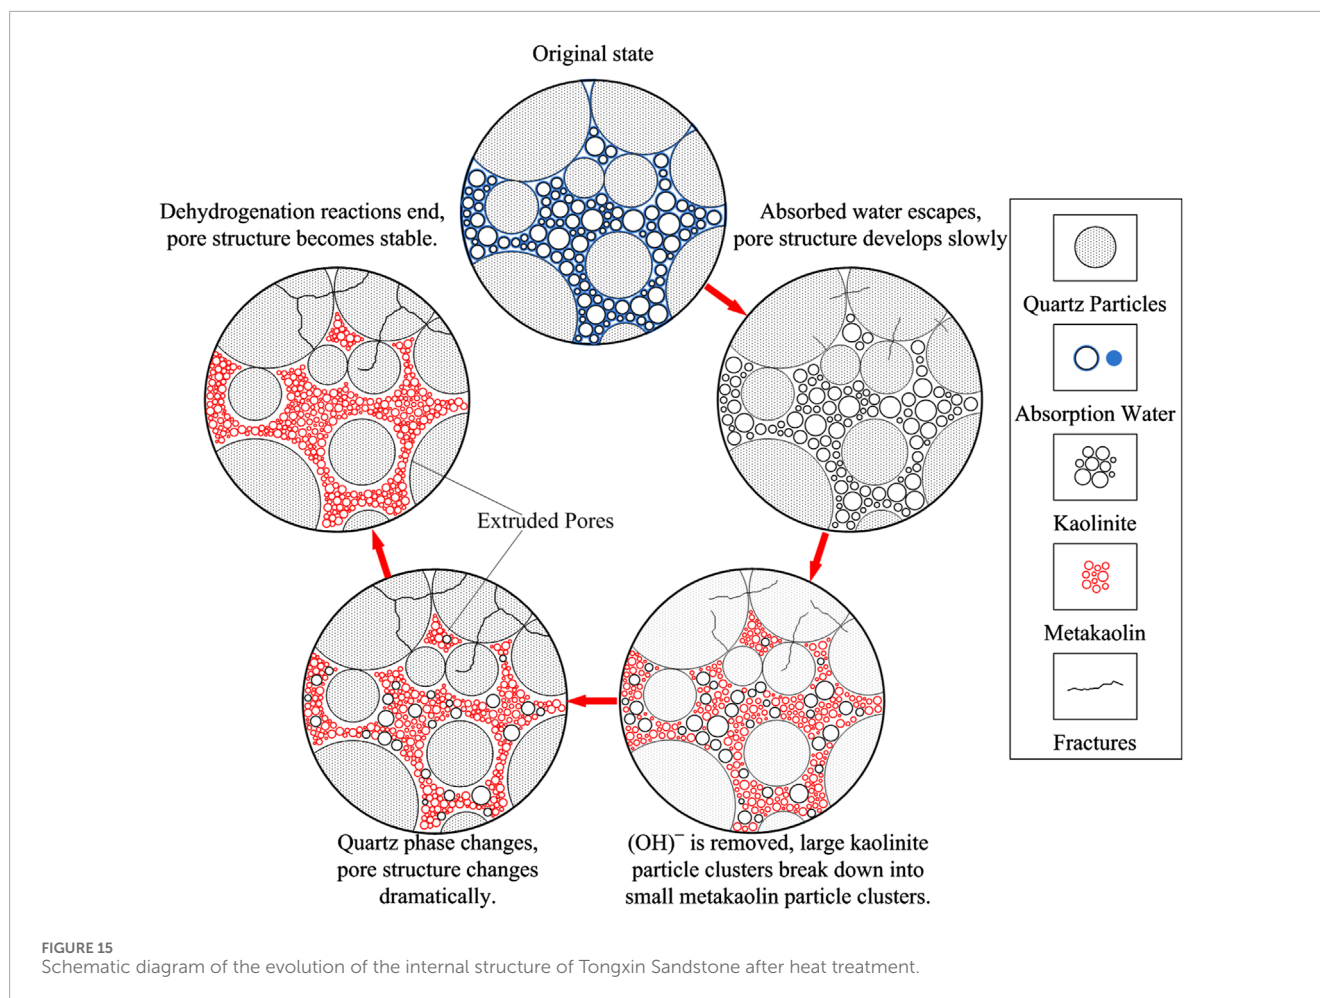 Original state
Dehydrogenation reactions end,
pore structure becomes stable.
Absorbed water escapes,
pore structure develops slowly
Extruded Pores
Quartz phase changes,
pore structure changes
dramatically.
(OH)⁻ is removed, large kaolinite
particle clusters break down into
small metakaolin particle clusters.
Quartz Particles
Absorption Water
Kaolinite
Metakaolin
Fractures
FIGURE 15
Schematic diagram of the evolution of the internal structure of Tongxin Sandstone after heat treatment.